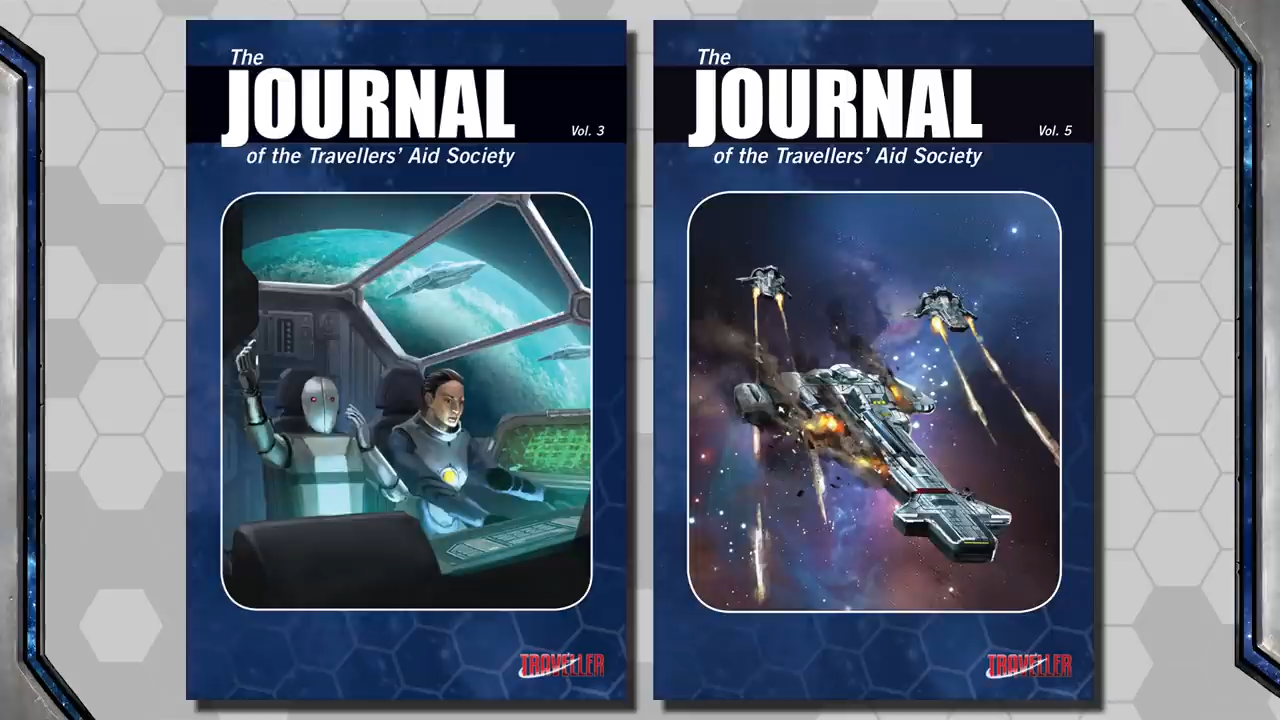 The
JOURNAL
Vol. 3
of the Travellers' Aid Society
TRAVELLER
The
JOURNAL
Vol. 5
of the Travellers' Aid Society
TRAVELLER